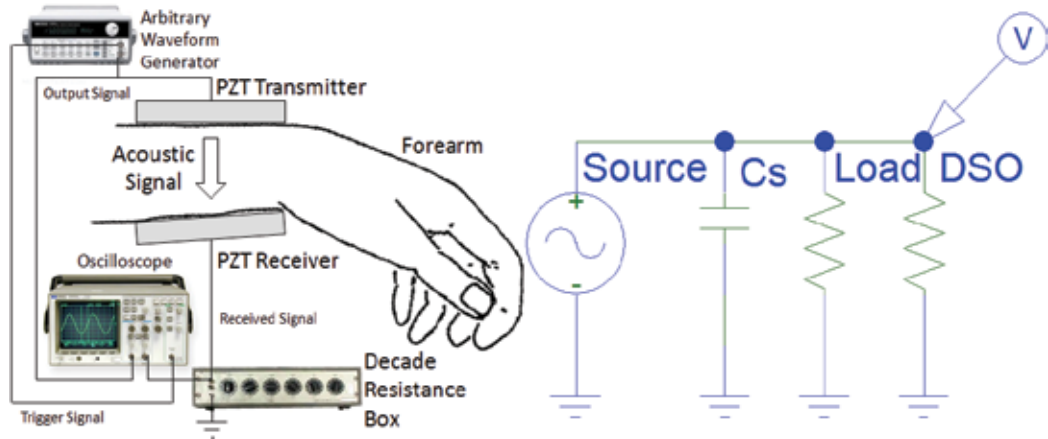 Arbitrary
Waveform
Generator
Output Signal
PZT Transmitter
Acoustic
Signal
Forearm
Oscilloscope
PZT Receiver
Received Signal
Decade
Resistance
Box
Trigger Signal
V
Source
Cs
Load
DSO
+
-